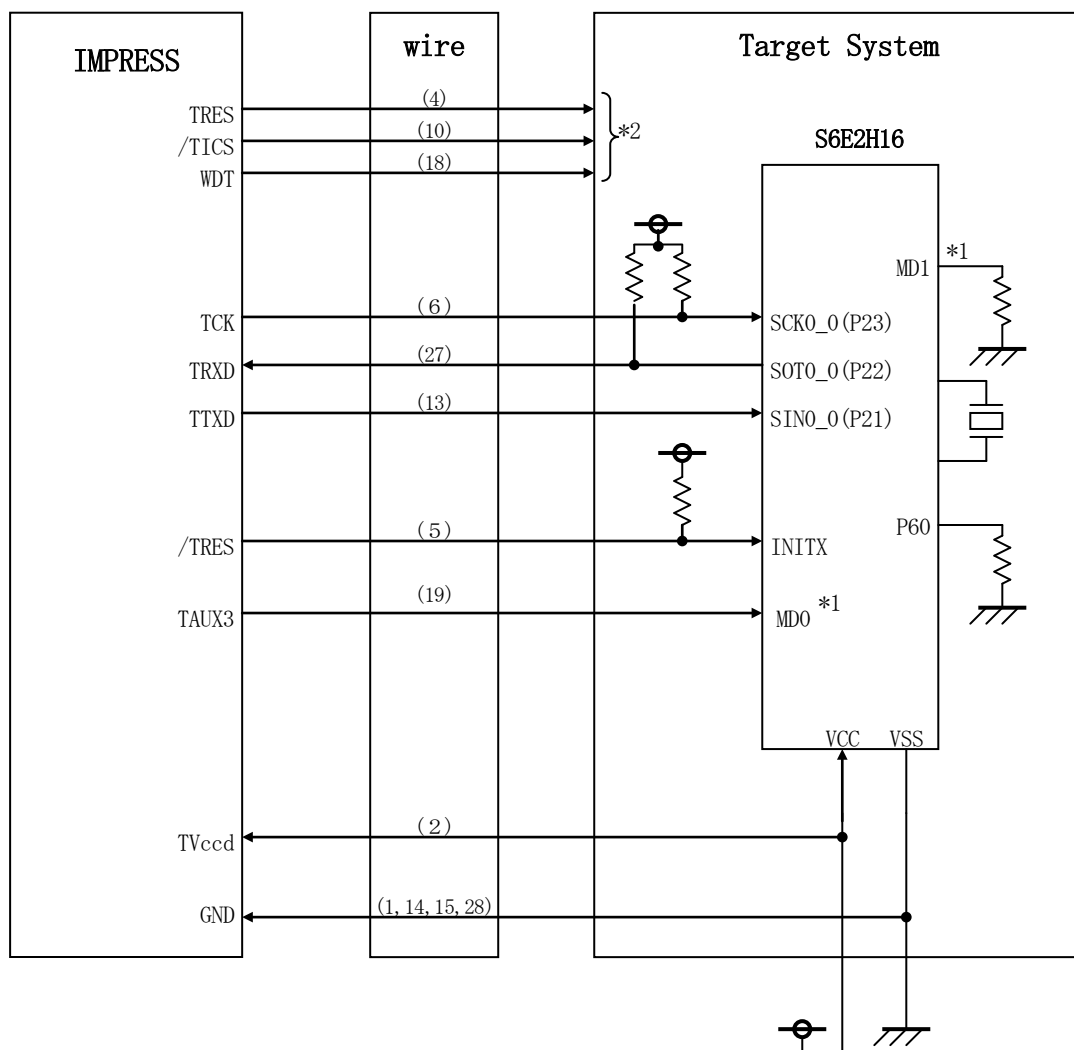 IMPRESS
wire
Target System
TRES
(4)
/TICS
(10)
*2
WDT
(18)
S6E2H16
MD1
*1
TCK
(6)
SCK0_0(P23)
TRXD
(27)
SOT0_0(P22)
TTXD
(13)
SIN0_0(P21)
P60
/TRES
(5)
INITX
TAUX3
(19)
MD0
*1
VCC
VSS
TVccd
(2)
GND
(1,14,15,28)